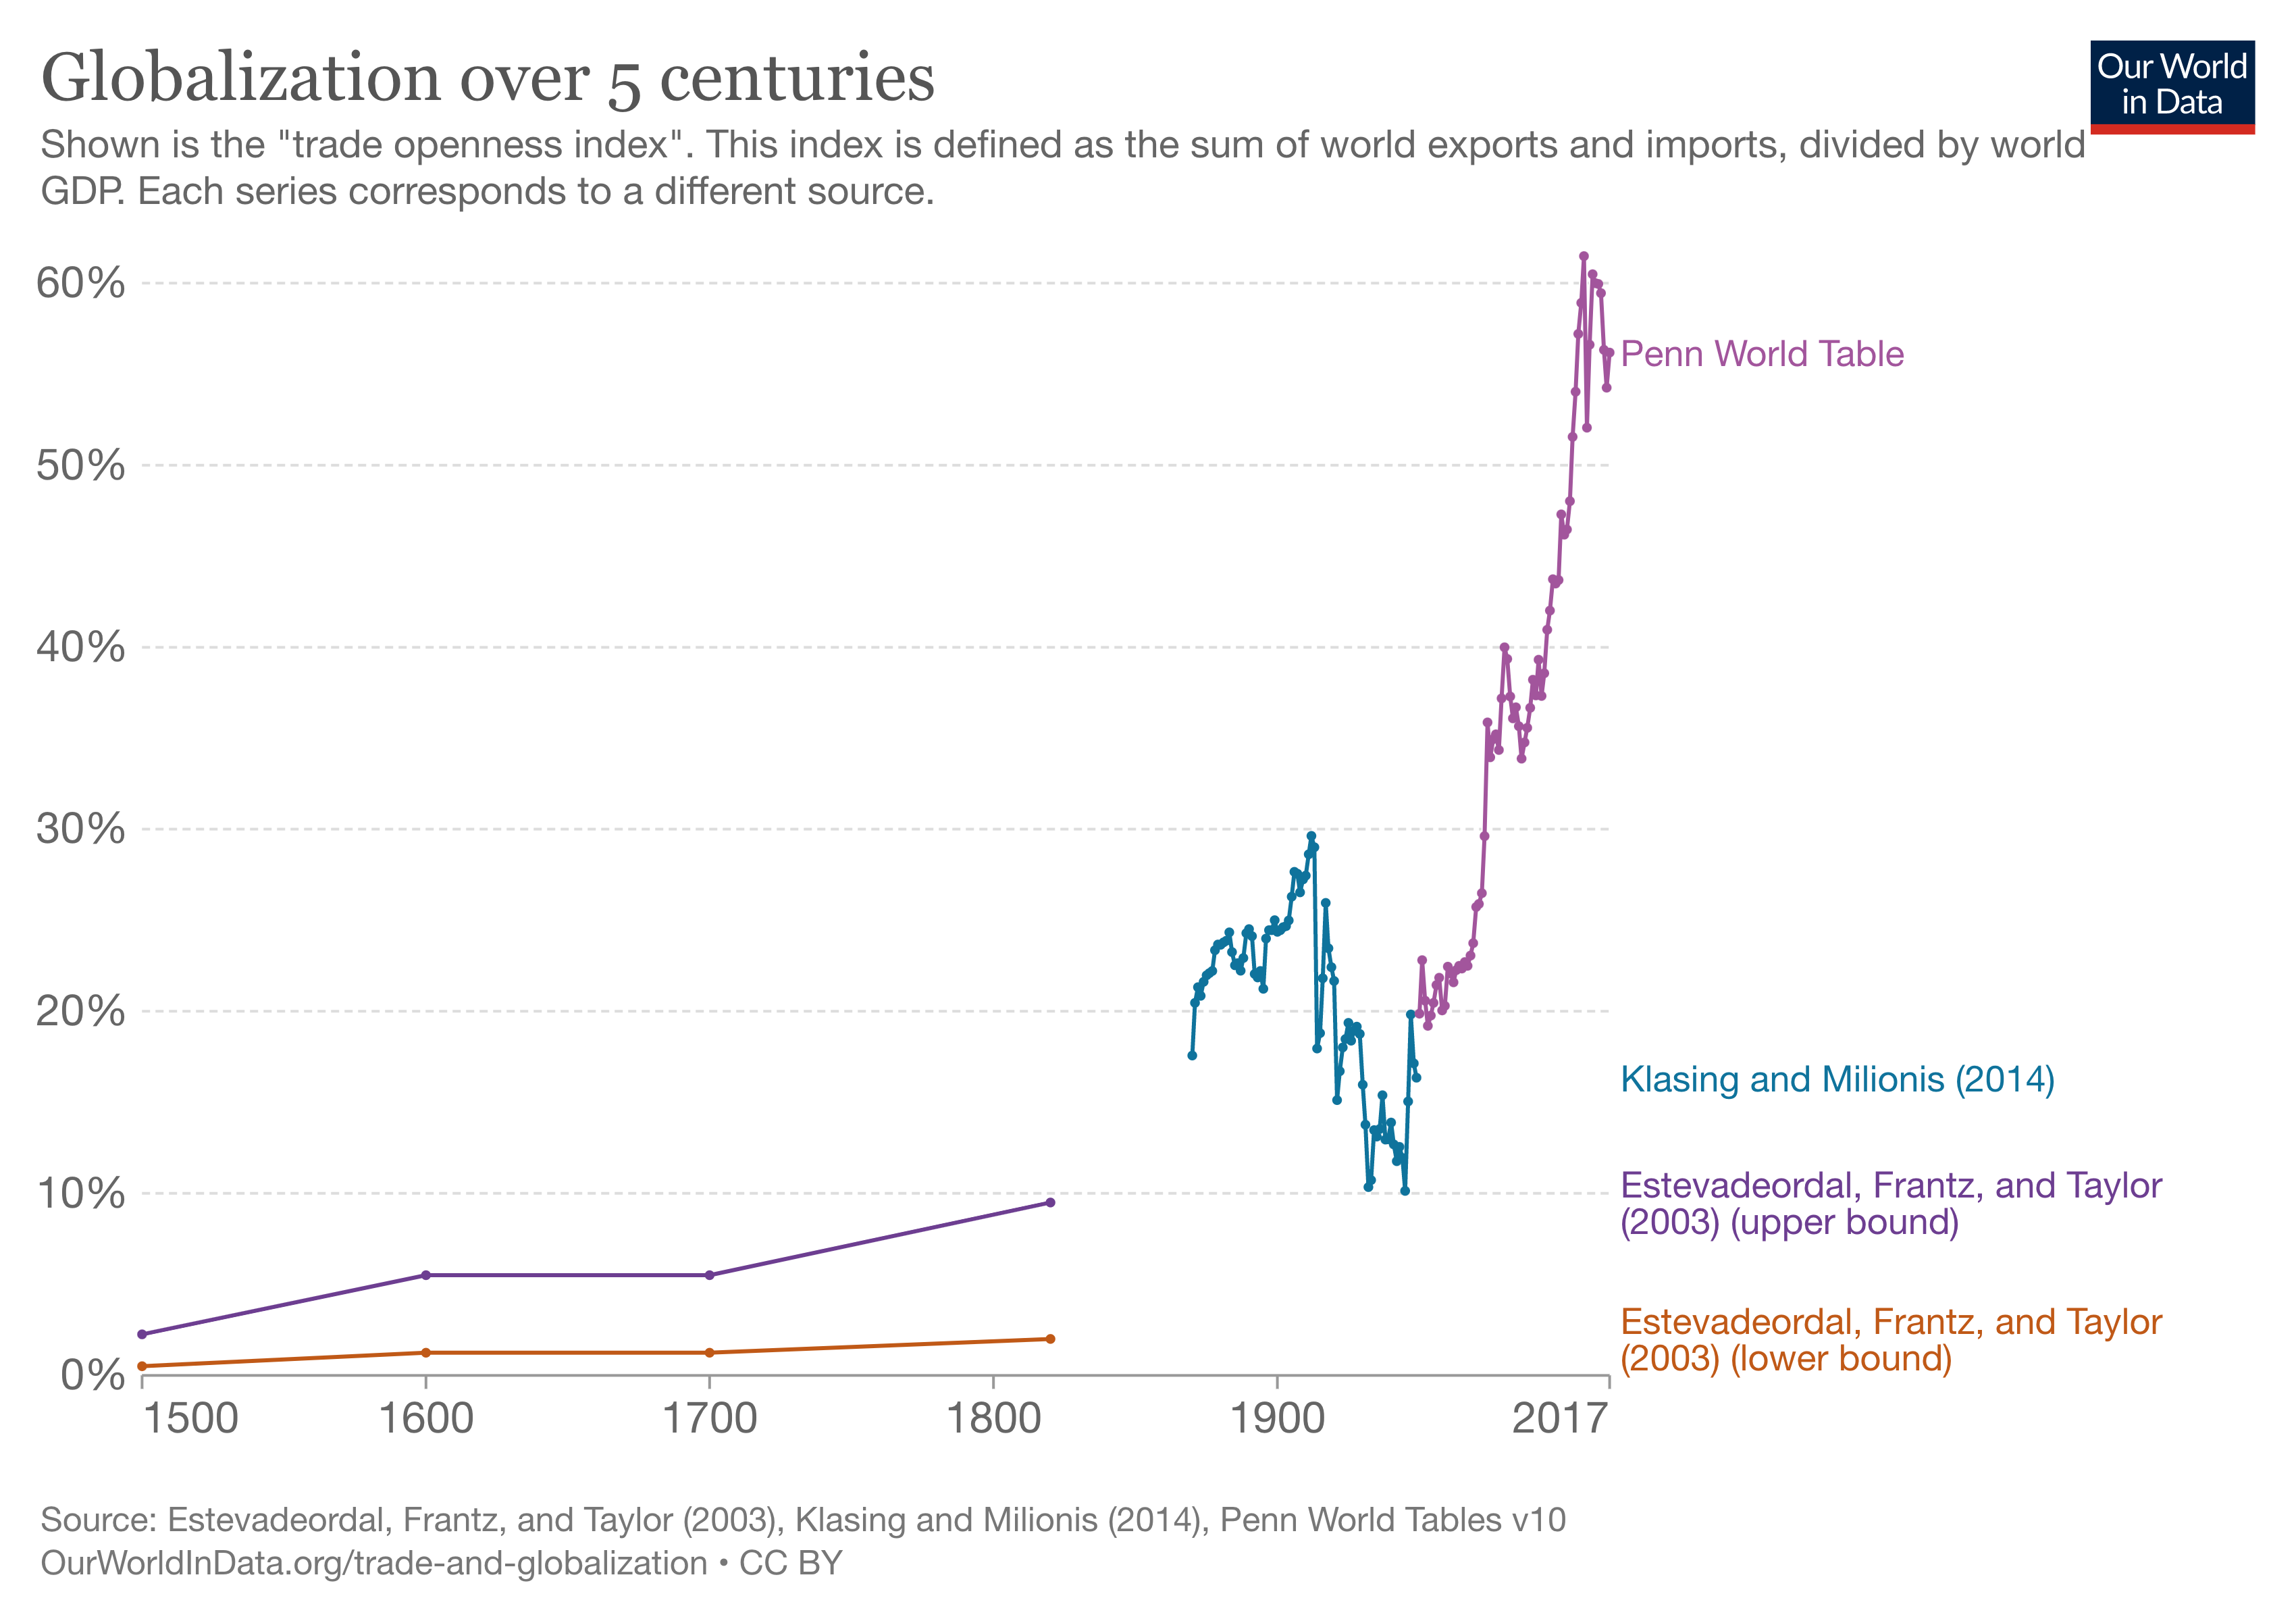 Globalization over 5 centuries
Our World
in Data
Shown is the "trade openness index". This index is defined as the sum of world exports and imports, divided by world
GDP. Each series corresponds to a different source.
60%
Penn World Table
50%
40%
30%
20%
Klasing and Milionis (2014)
10%
Estevadeordal, Frantz, and Taylor
(2003) (upper bound)
Estevadeordal, Frantz, and Taylor
(2003) (lower bound)
0%
1500 1600 1700 1800 1900 2017
Source: Estevadeordal, Frantz, and Taylor (2003), Klasing and Milionis (2014), Penn World Tables v10
OurWorldInData.org/trade-and-globalization • CC BY